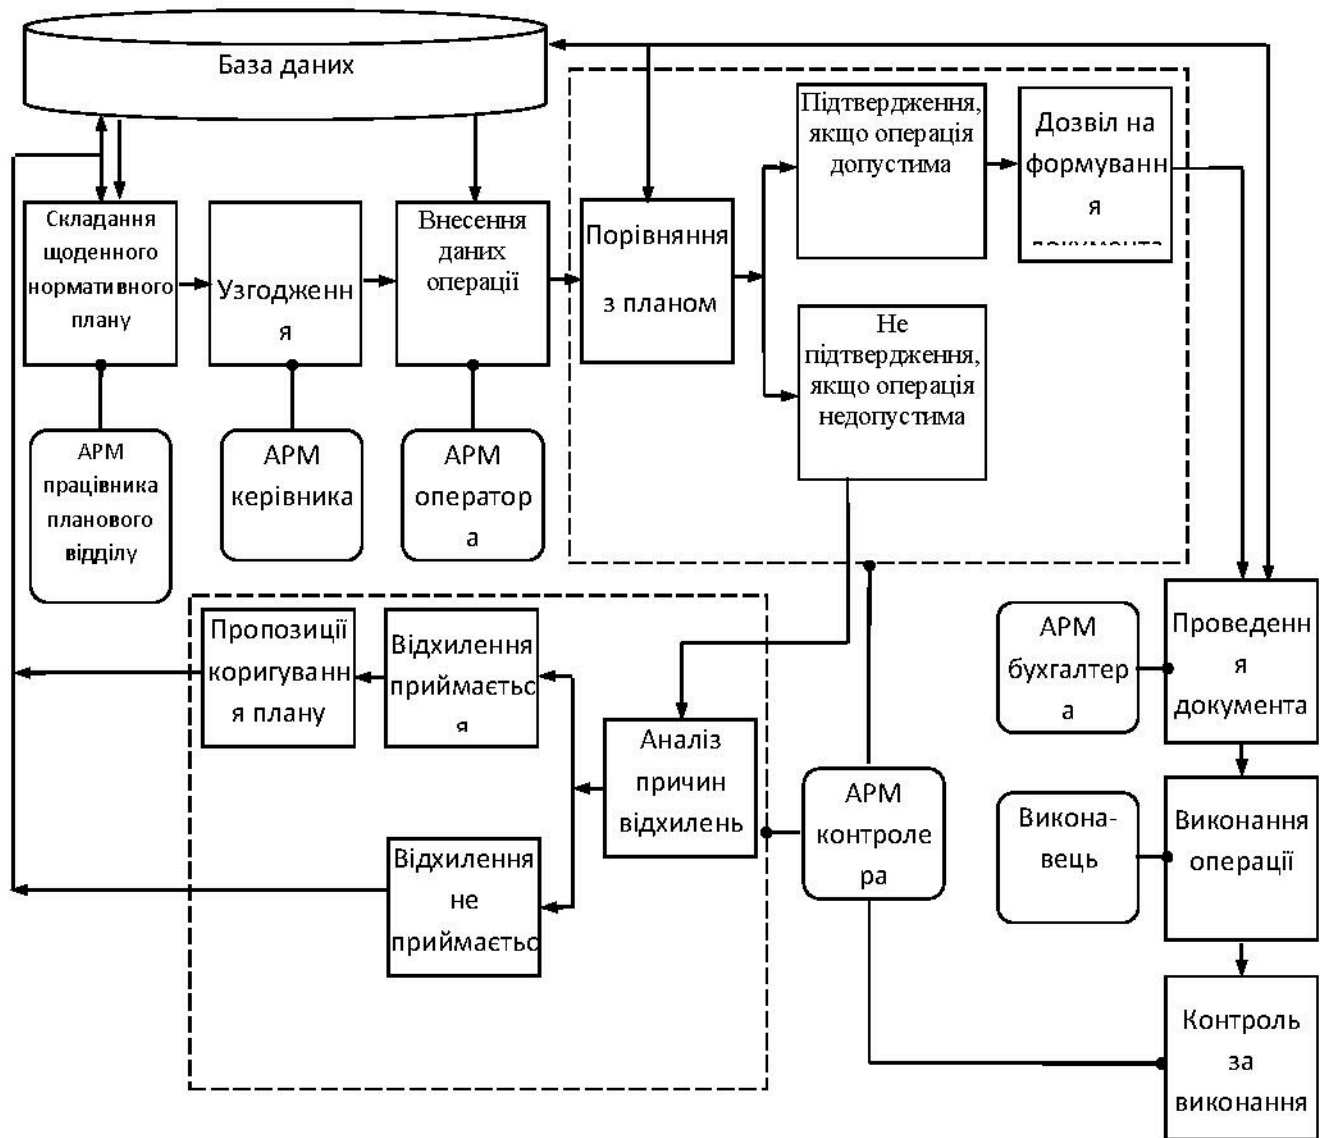 База даних
Складання
щоденного
нормативного
плану
Узгодженн
я
Внесення
даних
операції
Порівняння
з планом
Підтвердження,
якщо операція
допустима
Дозвіл на
формуванн
я
документа
Не
підтвердження,
якщо операція
недопустима
АРМ
працівника
планового
відділу
АРМ
керівника
АРМ
оператор
а
Пропозиції
коригуванн
я плану
Відхилення
приймаєтьс
я
Аналіз
причин
відхилень
Відхилення
не
приймаєтьс
АРМ
контроле
ра
АРМ
бухгалтер
а
Проведенн
я
документа
Викона-
вець
Виконання
операції
Контроль
за
виконання